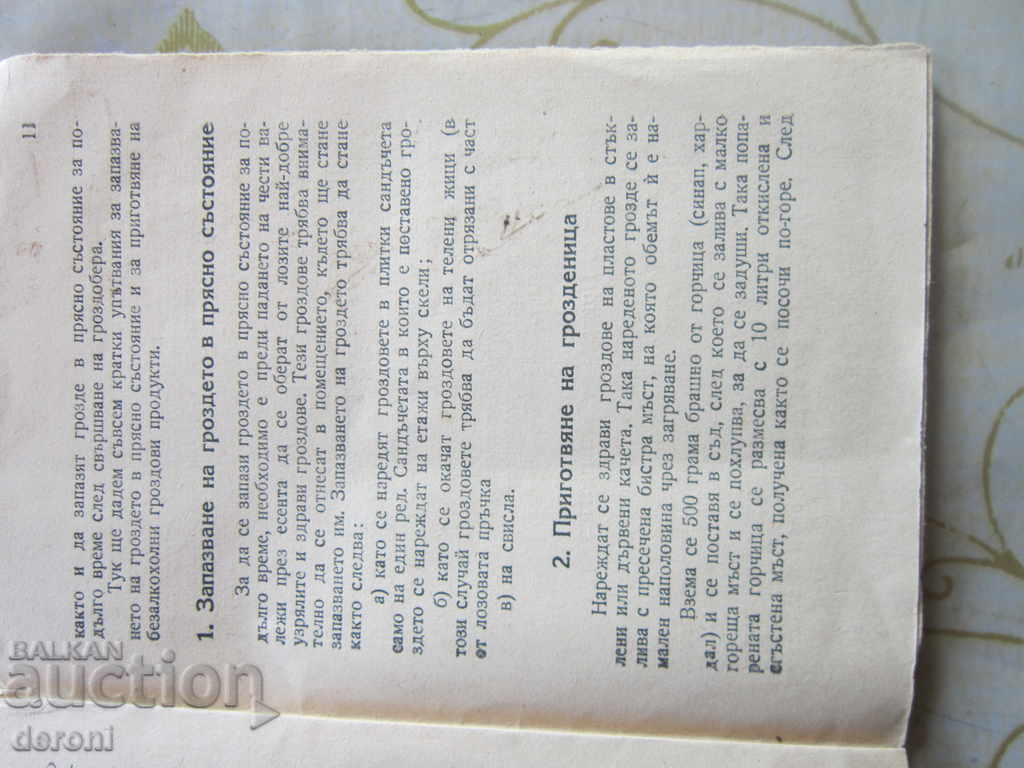 11
както и да запазят грозде в прясно състояние за по-
дълго време след свършване на гроздобера.
Тук ще дадем съвсем кратки упътвания за запазва-
нето на гроздето в прясно състояние и за приготвяне на
безалкохолни гроздови продукти.
1. Запазване на гроздето в прясно състояние
За да се запази гроздето в прясно състояние за по-
дълго време, необходимо е преди падането на чести ва-
лежи през есента да се оберат от лозите най-добре
узрялите и здрави гроздове. Тези гроздове трябва внима-
телно да се отнесат в помещението, където ще стане
запазването им. Запазването на гроздето трябва да стане
както следва:
а) като се наредят гроздовете в плитки сандъчета
само на един ред. Сандъчетата в които е поставено гро-
здето се нареждат на етажи върху скели;
б) като се окачат гроздовете на телени жици (в
този случай гроздовете трябва да бъдат отрязани с част
от лозовата пръчка
в) на свисла.
2. Приготвяне на грозденица
Нареждат се здрави гроздове на пластове в стък-
лени или дървени качета. Така нареденото грозде се за-
лива с пресечена бистра мъст, на която обемът ѝ е на-
мален наполовина чрез загряване.
Взема се 500 грама брашно от горчица (синап, хар-
дал) и се поставя в съд, след което се залива с малко
гореща мъст и се похлупва, за да се задуши. Така попа-
рената горчица се размесва с 10 литри откислена и
сгъстена мъст, получена както се посочи по-горе. След
BALKAN
auction
deroni